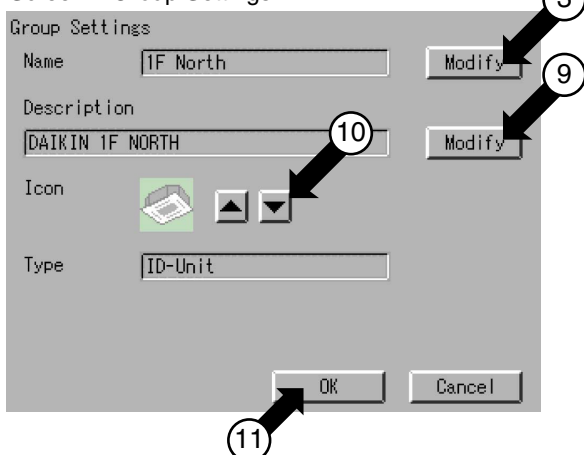 Group Settings
Name 1F North Modify
9
Description
DAIKIN 1F NORTH 10 Modify
Icon
Type ID-Unit
OK Cancel
11